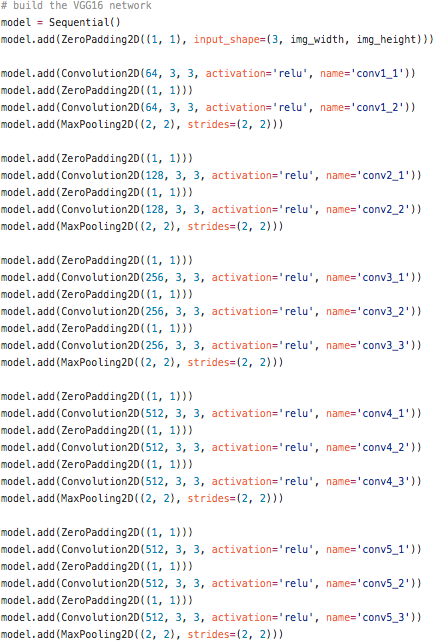 # build the VGG16 network
model = Sequential()
model.add(ZeroPadding2D((1, 1), input_shape=(3, img_width, img_height)))
model.add(Convolution2D(64, 3, 3, activation='relu', name='conv1_1'))
model.add(ZeroPadding2D((1, 1)))
model.add(Convolution2D(64, 3, 3, activation='relu', name='conv1_2'))
model.add(MaxPooling2D((2, 2), strides=(2, 2)))
model.add(ZeroPadding2D((1, 1)))
model.add(Convolution2D(128, 3, 3, activation='relu', name='conv2_1'))
model.add(ZeroPadding2D((1, 1)))
model.add(Convolution2D(128, 3, 3, activation='relu', name='conv2_2'))
model.add(MaxPooling2D((2, 2), strides=(2, 2)))
model.add(ZeroPadding2D((1, 1)))
model.add(Convolution2D(256, 3, 3, activation='relu', name='conv3_1'))
model.add(ZeroPadding2D((1, 1)))
model.add(Convolution2D(256, 3, 3, activation='relu', name='conv3_2'))
model.add(ZeroPadding2D((1, 1)))
model.add(Convolution2D(256, 3, 3, activation='relu', name='conv3_3'))
model.add(MaxPooling2D((2, 2), strides=(2, 2)))
model.add(ZeroPadding2D((1, 1)))
model.add(Convolution2D(512, 3, 3, activation='relu', name='conv4_1'))
model.add(ZeroPadding2D((1, 1)))
model.add(Convolution2D(512, 3, 3, activation='relu', name='conv4_2'))
model.add(ZeroPadding2D((1, 1)))
model.add(Convolution2D(512, 3, 3, activation='relu', name='conv4_3'))
model.add(MaxPooling2D((2, 2), strides=(2, 2)))
model.add(ZeroPadding2D((1, 1)))
model.add(Convolution2D(512, 3, 3, activation='relu', name='conv5_1'))
model.add(ZeroPadding2D((1, 1)))
model.add(Convolution2D(512, 3, 3, activation='relu', name='conv5_2'))
model.add(ZeroPadding2D((1, 1)))
model.add(Convolution2D(512, 3, 3, activation='relu', name='conv5_3'))
model.add(MaxPooling2D((2, 2), strides=(2, 2)))